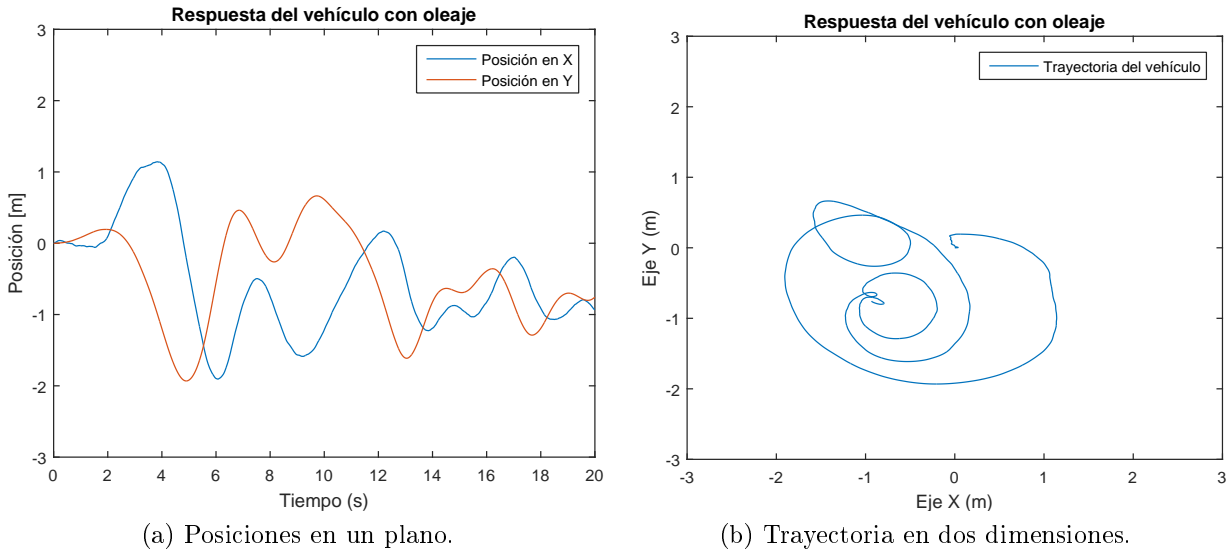 Respuesta del vehículo con oleaje
3
2
1
0
-1
-2
-3
Posición [m]
Posición en X
Posición en Y
0 2 4 6 8 10 12 14 16 18 20
Tiempo (s)
(a) Posiciones en un plano.
Respuesta del vehículo con oleaje
3
2
1
0
-1
-2
-3
Eje Y (m)
Trayectoria del vehículo
-3 -2 -1 0 1 2 3
Eje X (m)
(b) Trayectoria en dos dimensiones.